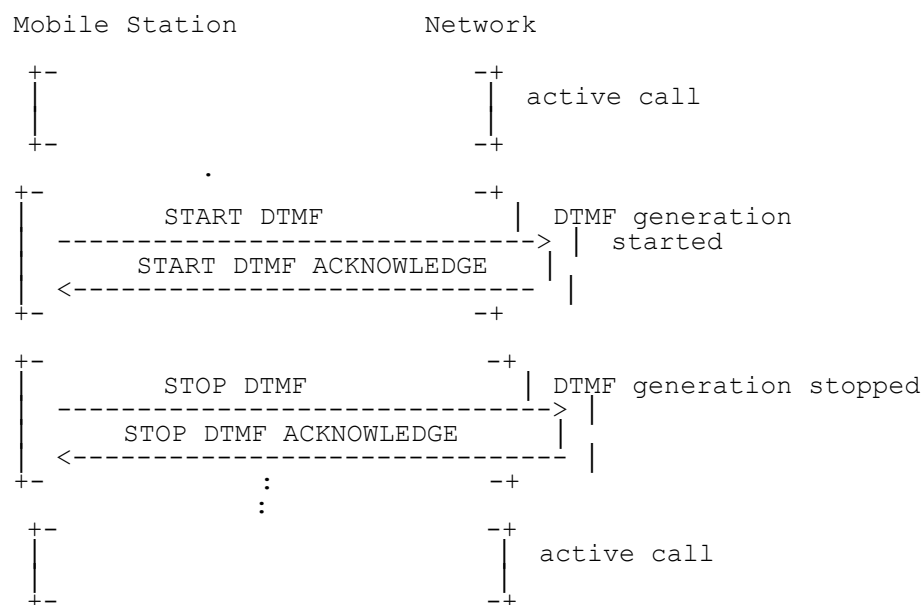 Mobile Station Network
+- -+
| | active call
| |
+- -+
.
+- -+
| START DTMF | DTMF generation
| ------------------------------> | started
| START DTMF ACKNOWLEDGE |
| <----------------------------- |
+- -+
+- -+
| STOP DTMF | DTMF generation stopped
| -------------------------------> |
| STOP DTMF ACKNOWLEDGE |
| <------------------------------- |
+- : -+
:
+- -+
| | active call
| |
+- -+